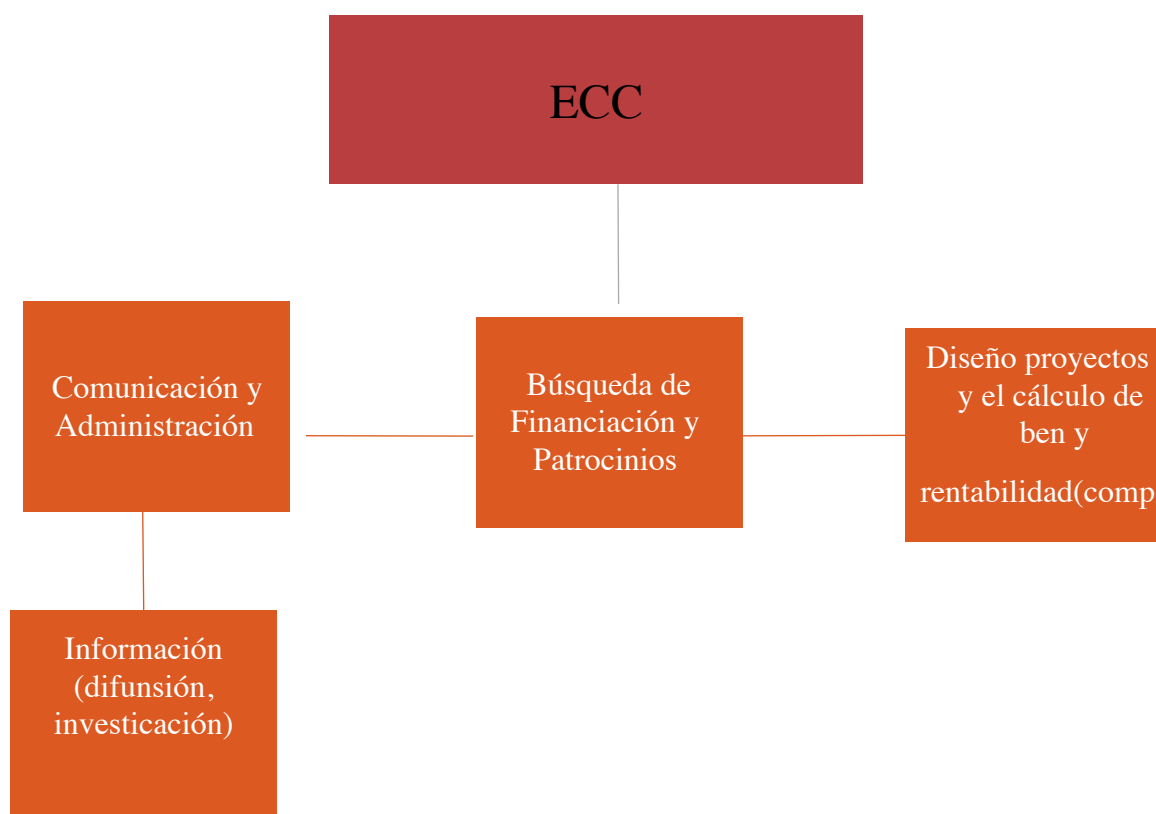 ECC
Comunicación y
Administración
Búsqueda de
Financiación y
Patrocinios
Diseño proyectos
y el cálculo de
ben y
rentabilidad(comp
Información
(difunsión,
investicación)